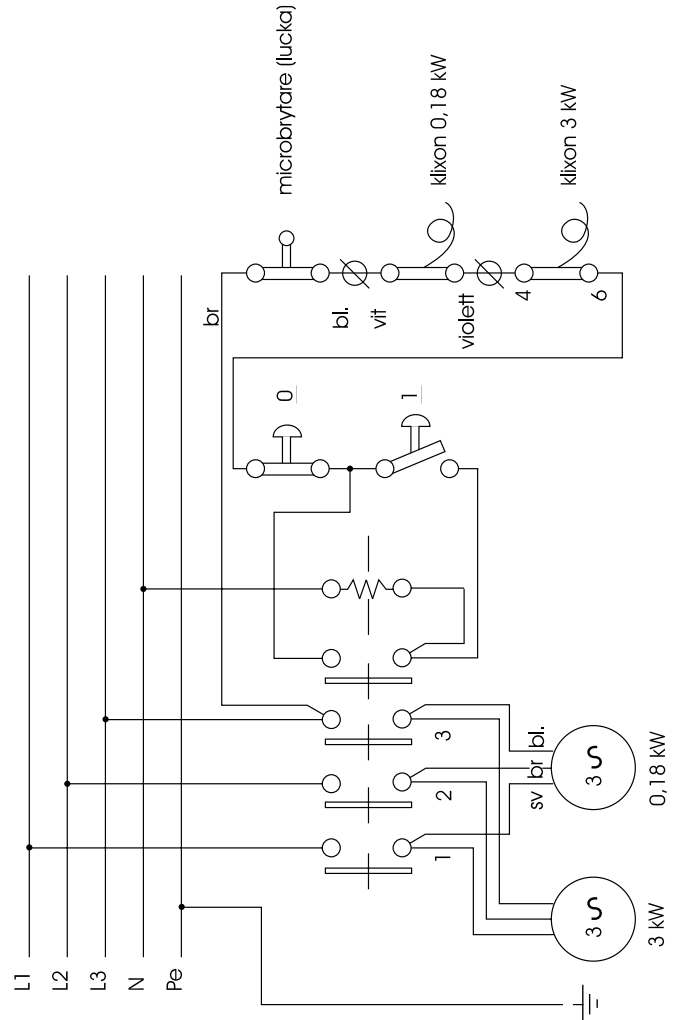 L1
L2
L3
N
Pe
br
microbrytare (lucka)
bl.
vit
klixon 0,18 kW
violett
4
klixon 3 kW
6
0
1
3
2
1
sv br bl.
3
0,18 kW
3
3 kW